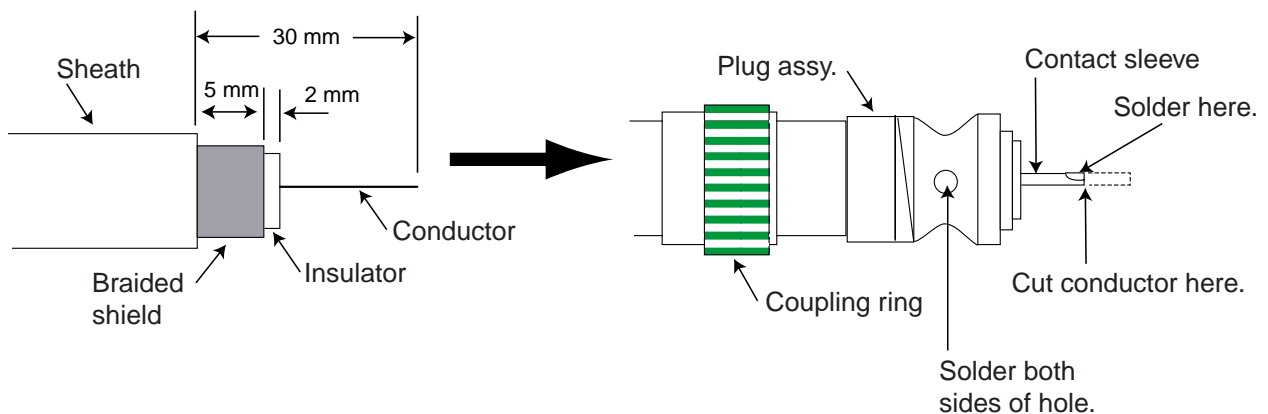 30 mm
Sheath
5 mm
2 mm
Conductor
Insulator
Braided
shield
Plug assy.
Contact sleeve
Solder here.
Coupling ring
Cut conductor here.
Solder both
sides of hole.